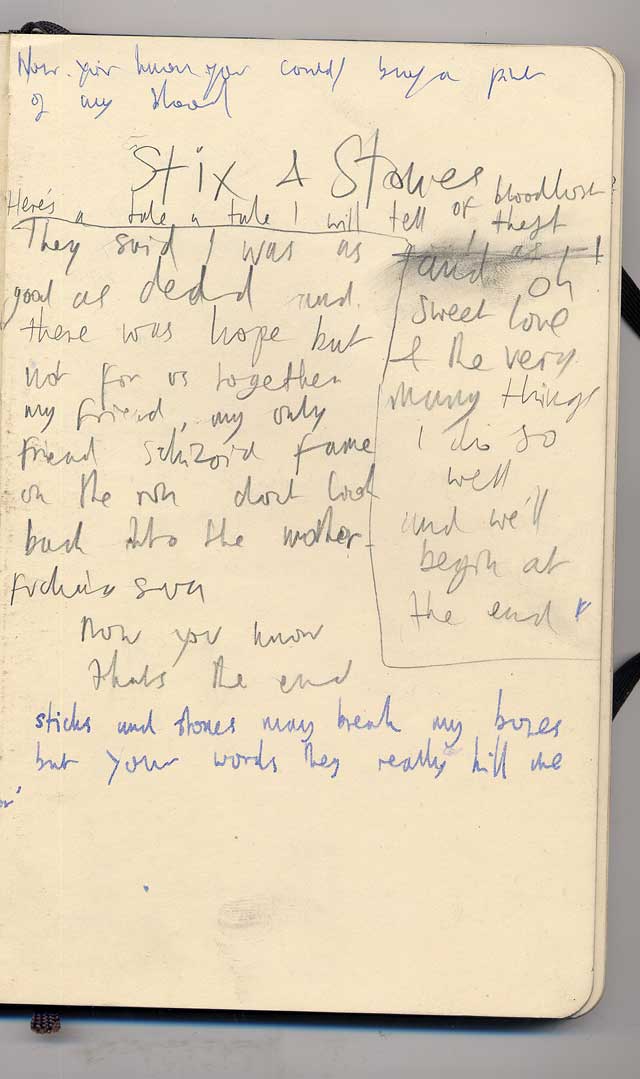 Now you know you could buy a pint
of my blood
Stix & Stones
Here's a tale a tale I will tell of bloodlust
theft
They said I was as
good as dead and
there was hope but
not for us together
my friend, my only
friend schizoid fame
on the run dont look
back into the mother-
fuckin sun
Now you know
thats the end
and oh
sweet love
& the very
many things
I do so
well
and we'll
begin at
the end
sticks and stones may break my bones
but your words they really kill me